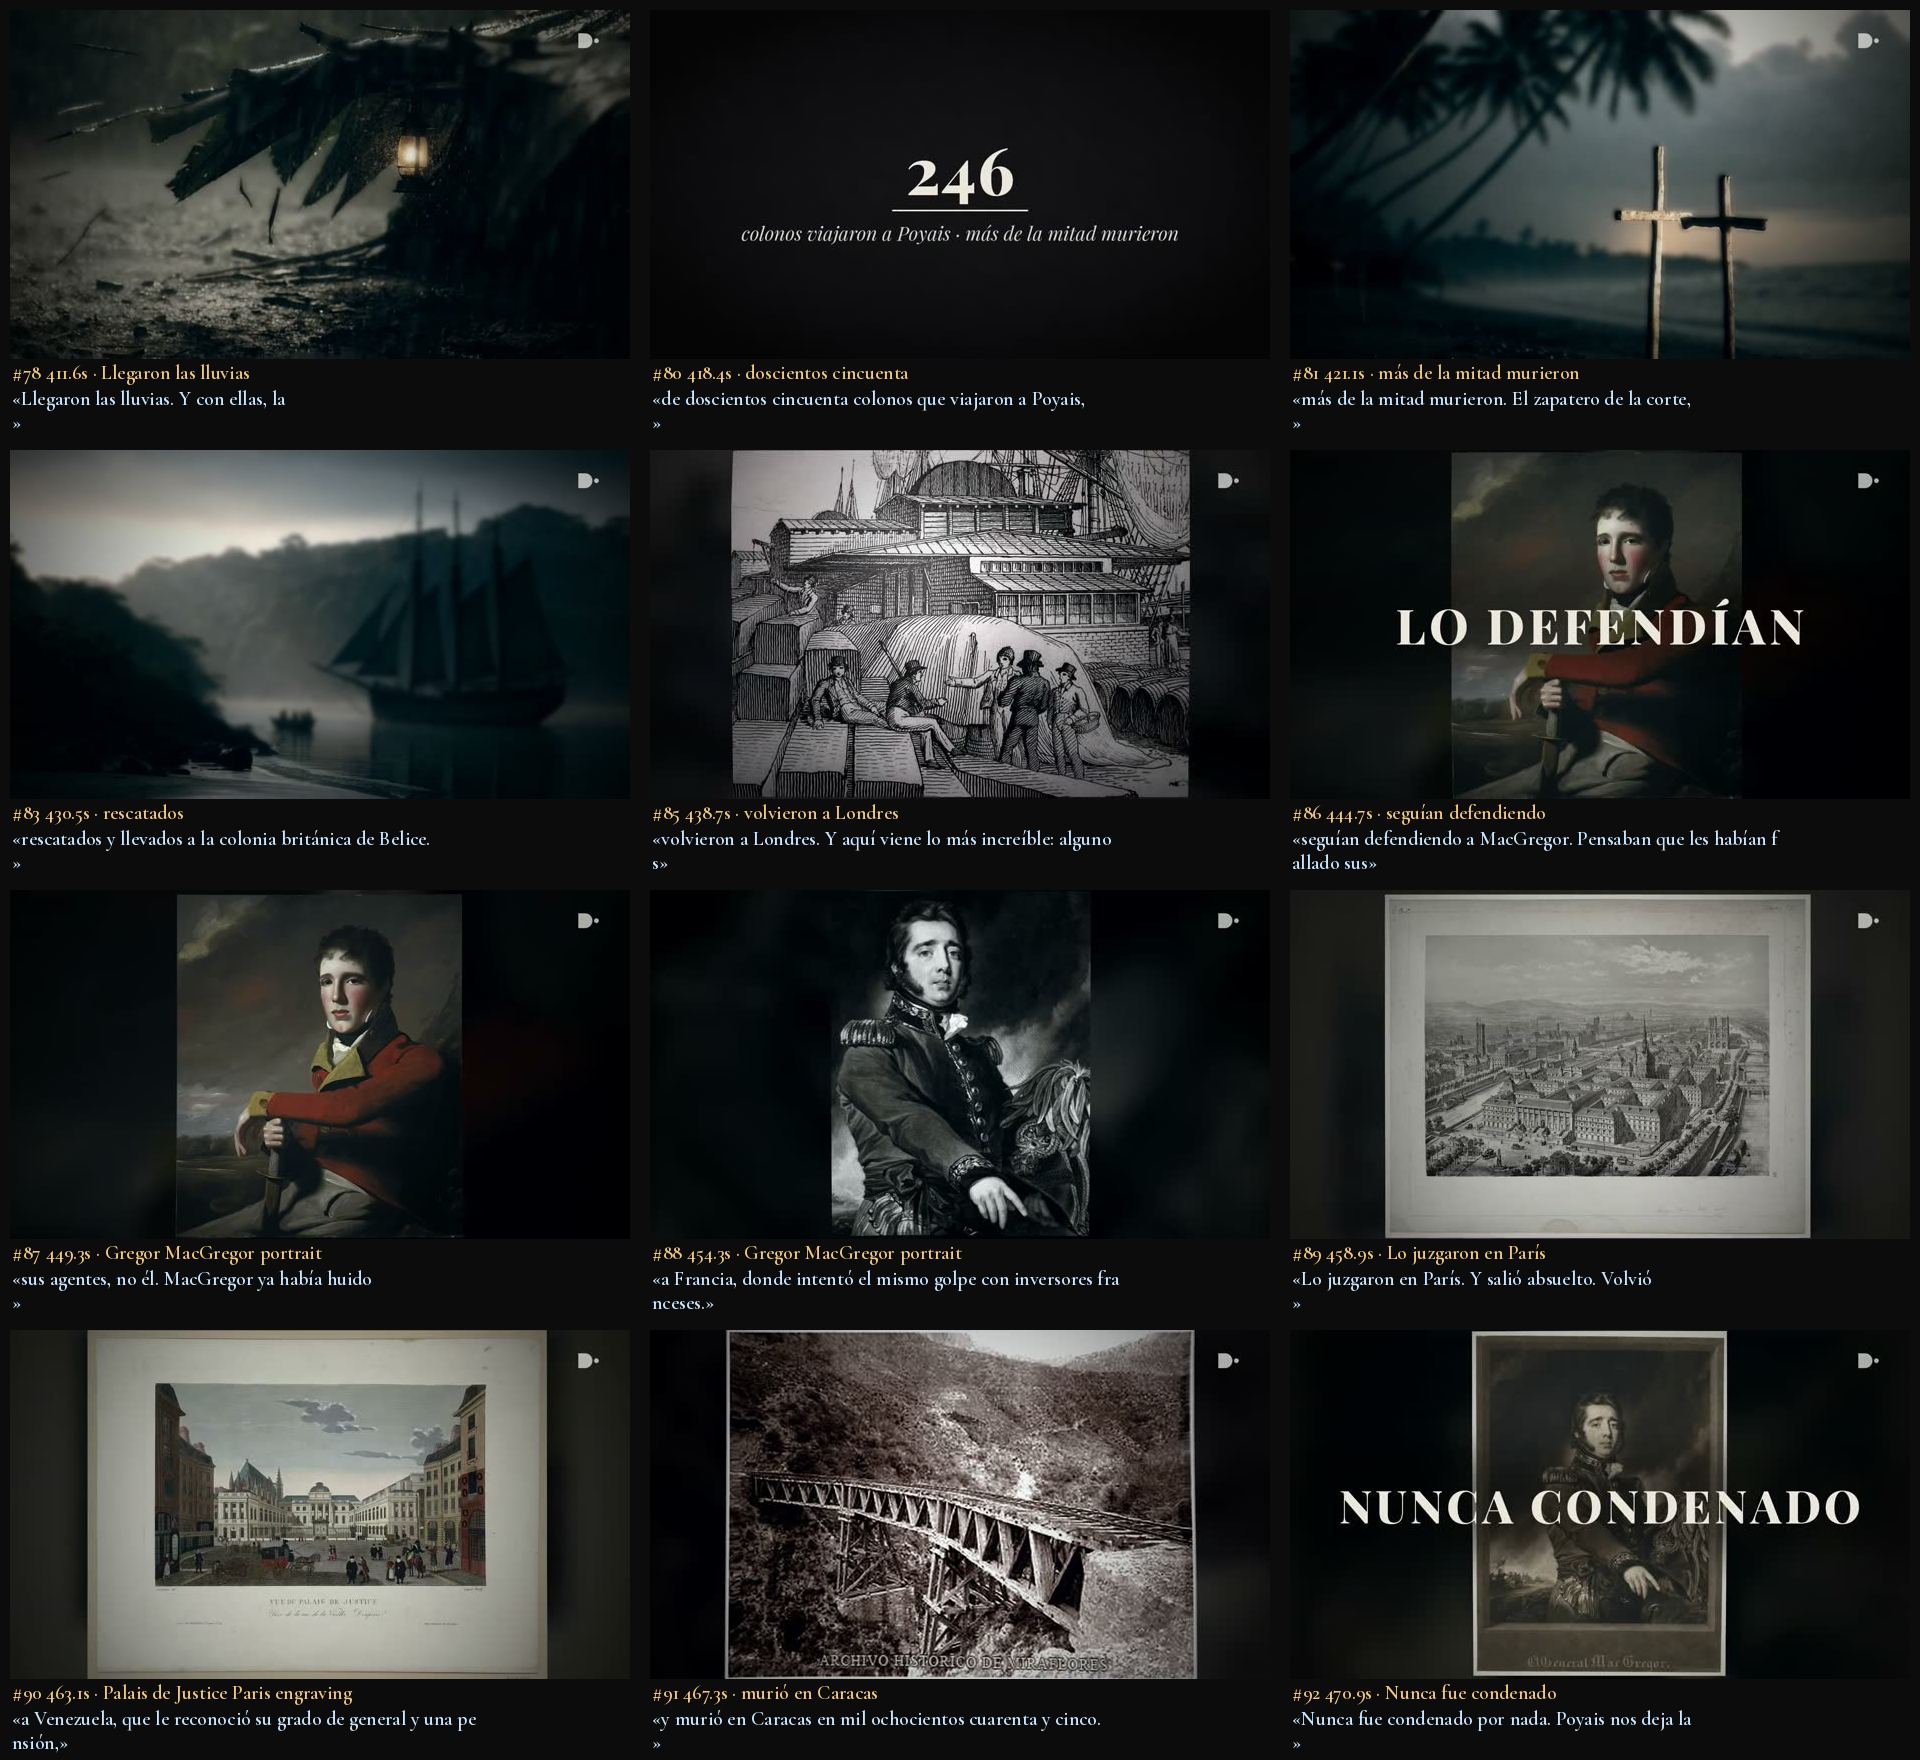 246
colonos viajaron a Poyais · más de la mitad murieron
#78 411.6s · Llegaron las lluvias
«Llegaron las lluvias. Y con ellas, la
»
#80 418.4s · doscientos cincuenta
«de doscientos cincuenta colonos que viajaron a Poyais,
»
#81 421.1s · más de la mitad murieron
«más de la mitad murieron. El zapatero de la corte,
»
LO DEFENDÍAN
#83 430.5s · rescatados
«rescatados y llevados a la colonia británica de Belice.
»
#85 438.7s · volvieron a Londres
«volvieron a Londres. Y aquí viene lo más increíble: alguno
s»
#86 444.7s · seguían defendiendo
«seguían defendiendo a MacGregor. Pensaban que les habían f
allado sus»
#87 449.3s · Gregor MacGregor portrait
«sus agentes, no él. MacGregor ya había huido
»
#88 454.3s · Gregor MacGregor portrait
«a Francia, donde intentó el mismo golpe con inversores fra
nceses.»
#89 458.9s · Lo juzgaron en París
«Lo juzgaron en París. Y salió absuelto. Volvió
»
VUE DU PALAIS DE JUSTICE
ARCHIVO HISTÓRICO DE MIRAFLORES
NUNCA CONDENADO
General Mac Gregor.
#90 463.1s · Palais de Justice Paris engraving
«a Venezuela, que le reconoció su grado de general y una pe
nsión,»
#91 467.3s · murió en Caracas
«y murió en Caracas en mil ochocientos cuarenta y cinco.
»
#92 470.9s · Nunca fue condenado
«Nunca fue condenado por nada. Poyais nos deja la
»